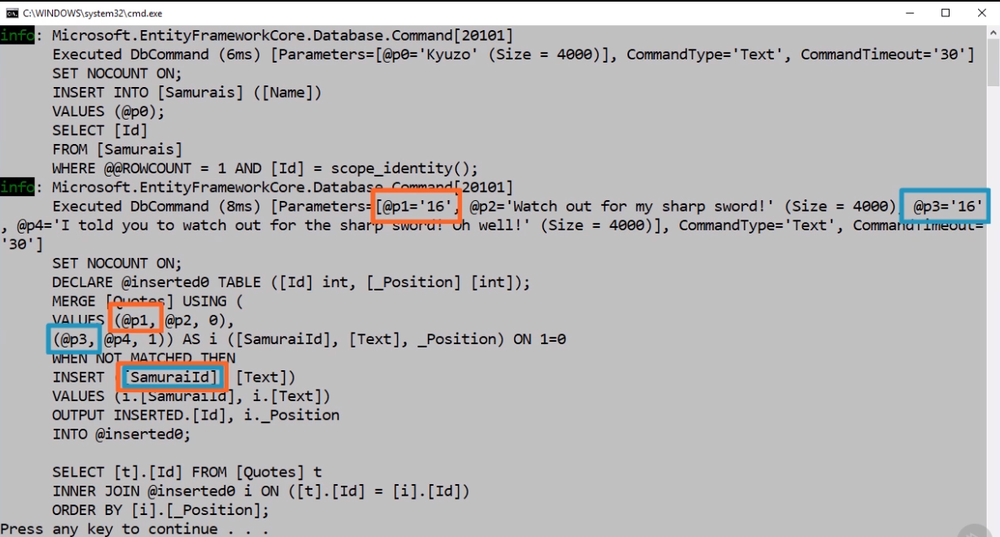 C:\WINDOWS\system32\cmd.exe
info: Microsoft.EntityFrameworkCore.Database.Command[20101]
Executed DbCommand (6ms) [Parameters=[@p0='Kyuzo' (Size = 4000)], CommandType='Text', CommandTimeout='30']
SET NOCOUNT ON;
INSERT INTO [Samurais] ([Name])
VALUES (@p0);
SELECT [Id]
FROM [Samurais]
WHERE @@ROWCOUNT = 1 AND [Id] = scope_identity();
info: Microsoft.EntityFrameworkCore.Database.Command[20101]
Executed DbCommand (8ms) [Parameters=[@p1='16', @p2='Watch out for my sharp sword!' (Size = 4000), @p3='16'
, @p4='I told you to watch out for the sharp sword! Oh well!' (Size = 4000)], CommandType='Text', CommandTimeout=
'30']
SET NOCOUNT ON;
DECLARE @inserted0 TABLE ([Id] int, [_Position] [int]);
MERGE [Quotes] USING (
VALUES (@p1, @p2, 0),
(@p3, @p4, 1)) AS i ([SamuraiId], [Text], _Position) ON 1=0
WHEN NOT MATCHED THEN
INSERT ([SamuraiId], [Text])
VALUES (i.[SamuraiId], i.[Text])
OUTPUT INSERTED.[Id], i._Position
INTO @inserted0;
SELECT [t].[Id] FROM [Quotes] t
INNER JOIN @inserted0 i ON ([t].[Id] = [i].[Id])
ORDER BY [i].[_Position];
Press any key to continue . . .